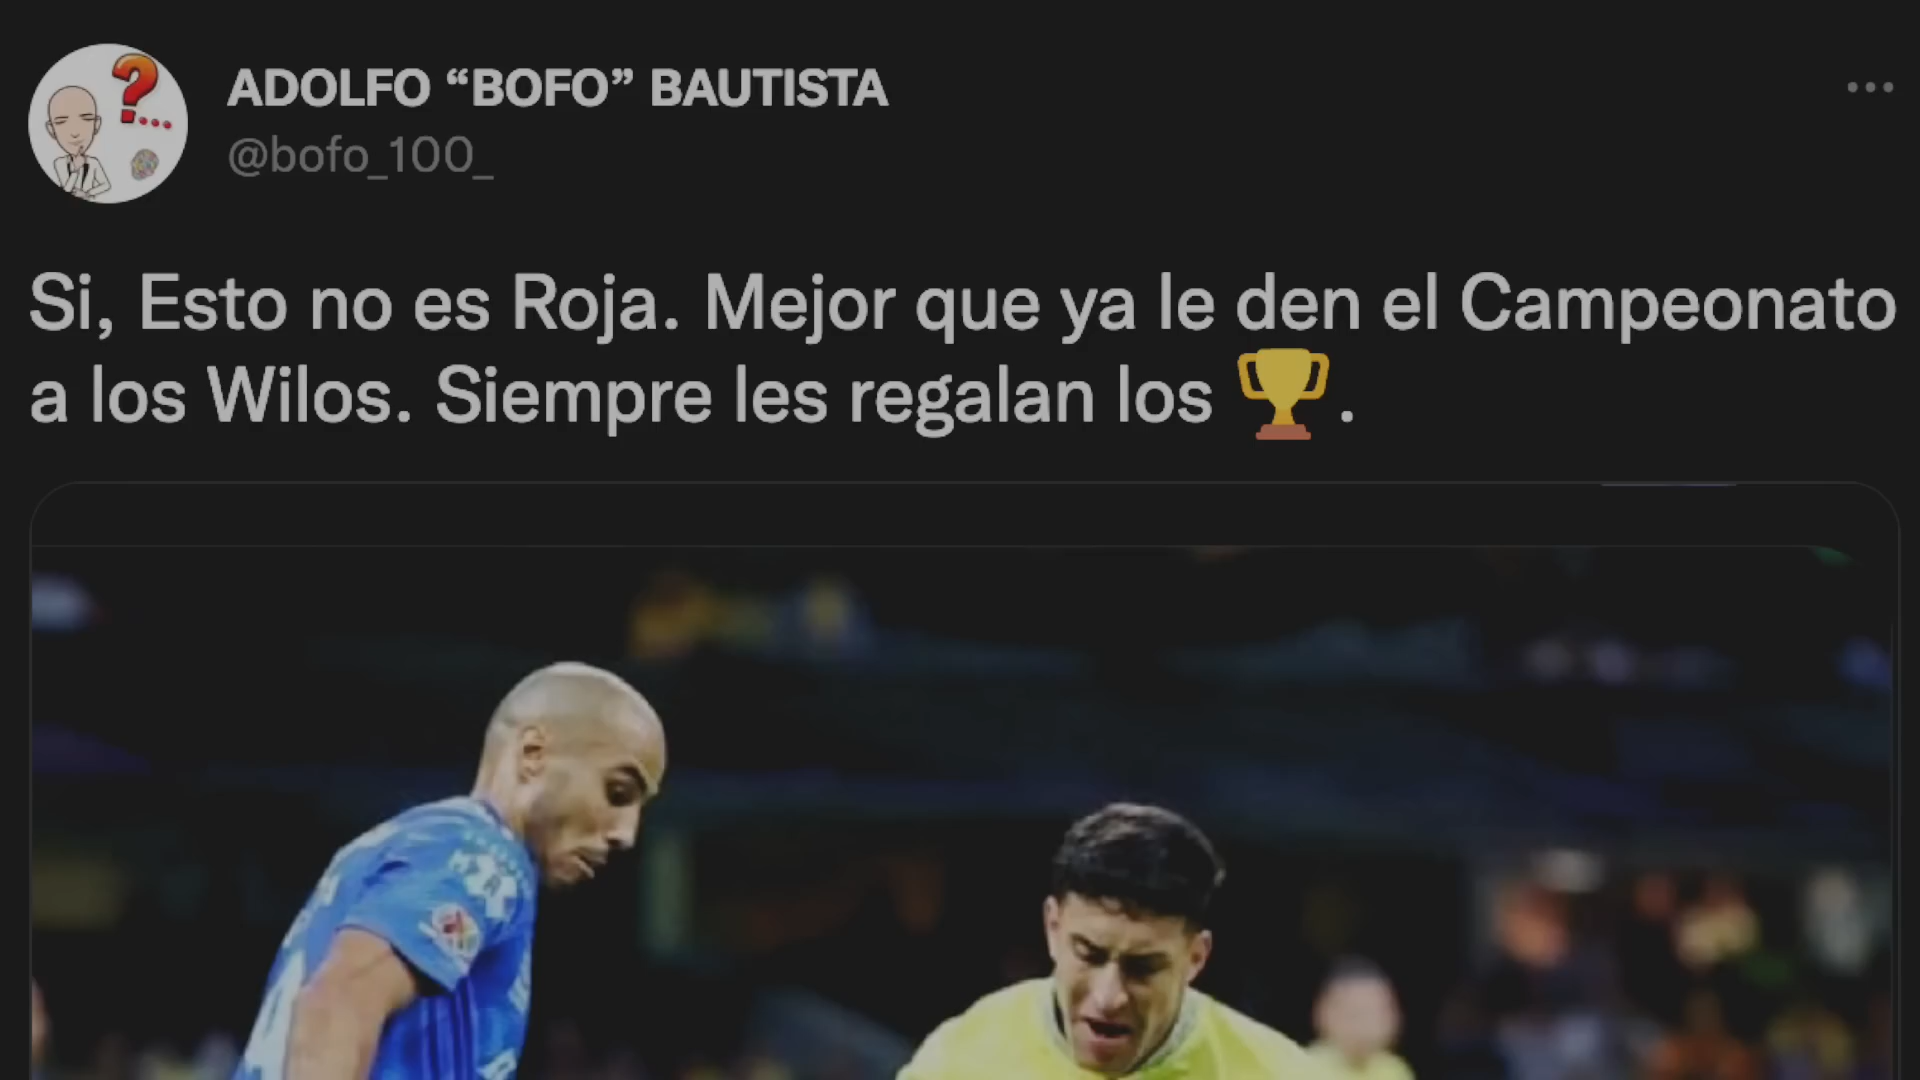 ADOLFO “BOFO” BAUTISTA
@bofo_100_
Si, Esto no es Roja. Mejor que ya le den el Campeonato
a los Wilos. Siempre les regalan los 🏆.